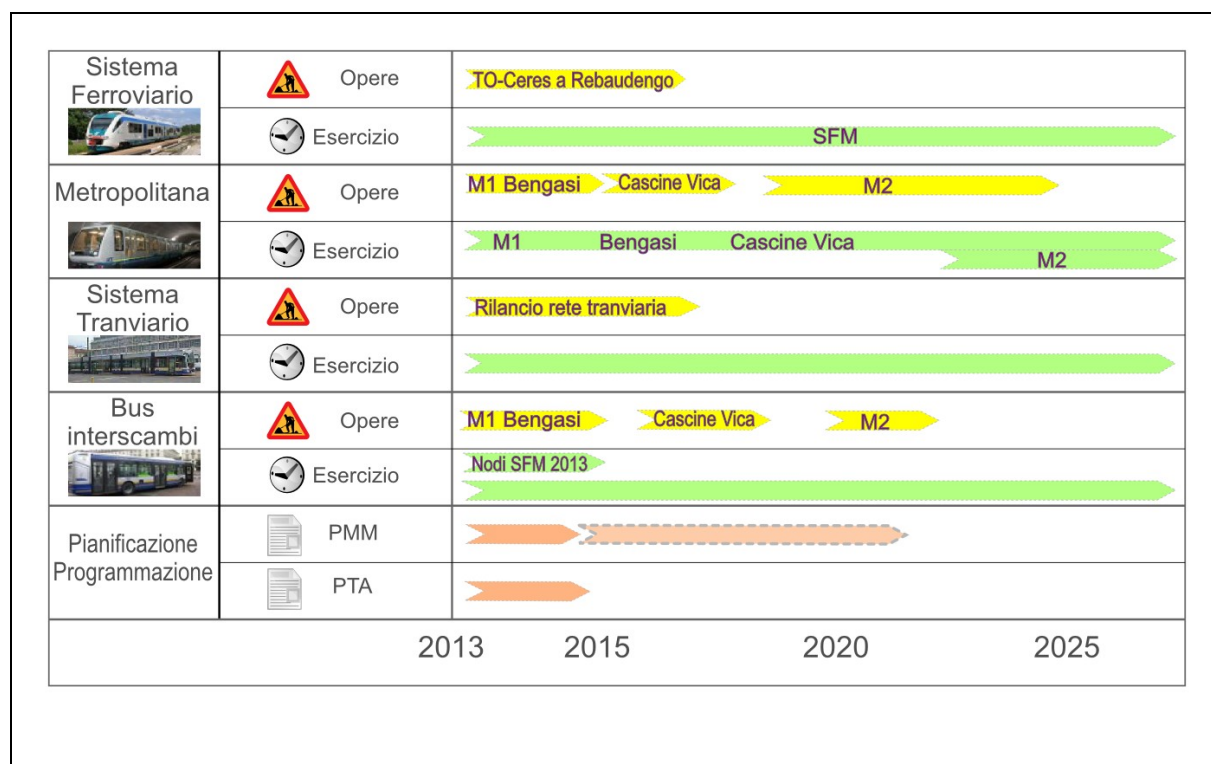 Sistema
Ferroviario
Opere
TO-Ceres a Rebaudengo
Esercizio
SFM
Metropolitana
Opere
M1 Bengasi
Cascine Vica
M2
Esercizio
M1
Bengasi
Cascine Vica
M2
Sistema
Tranviario
Opere
Rilancio rete tranviaria
Esercizio
Bus
interscambi
Opere
M1 Bengasi
Cascine Vica
M2
Esercizio
Nodi SFM 2013
Pianificazione
Programmazione
PMM
PTA
2013
2015
2020
2025